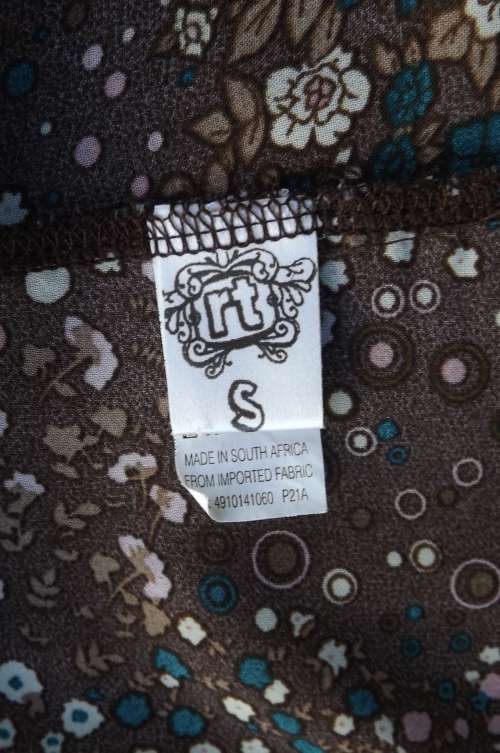 rt
S
MADE IN SOUTH AFRICA
FROM IMPORTED FABRIC
4910141060 P21A